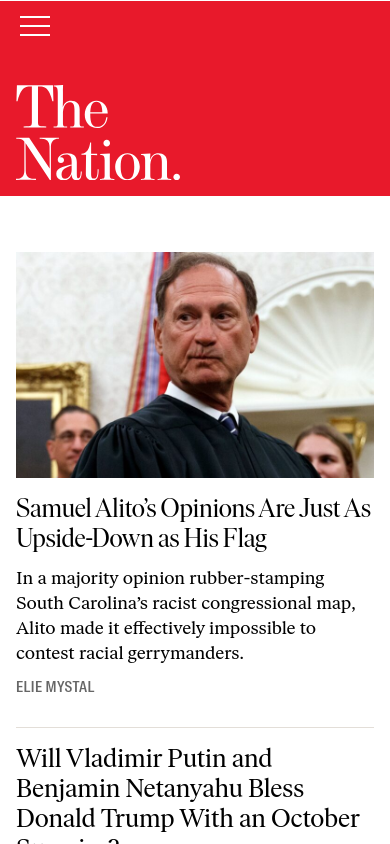 The
Nation.
Samuel Alito’s Opinions Are Just As
Upside-Down as His Flag
In a majority opinion rubber-stamping
South Carolina’s racist congressional map,
Alito made it effectively impossible to
contest racial gerrymanders.
ELIE MYSTAL
Will Vladimir Putin and
Benjamin Netanyahu Bless
Donald Trump With an October